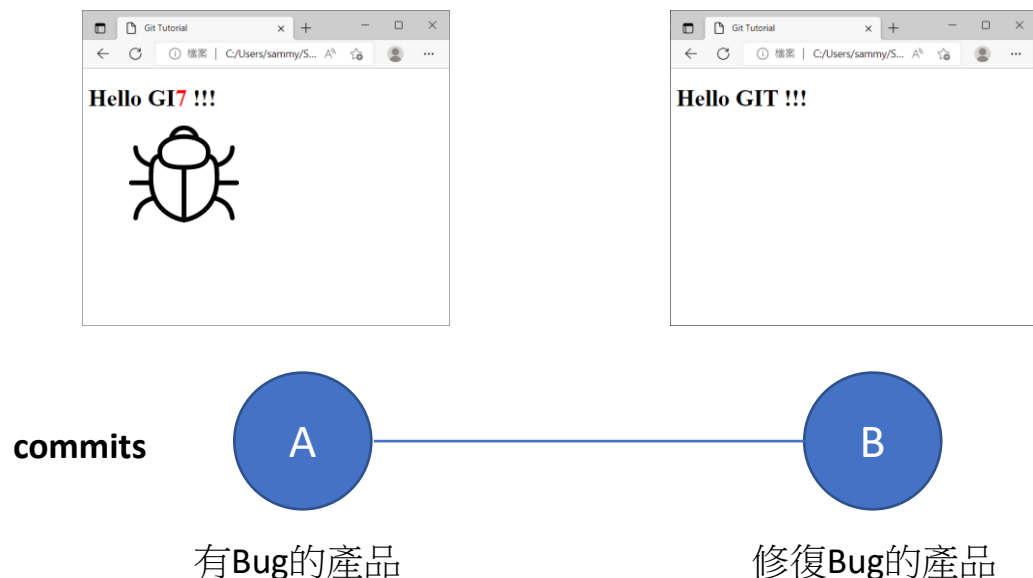 Git Tutorial
檔案 | C:/Users/sammy/S...
Hello GI7 !!!
Git Tutorial
檔案 | C:/Users/sammy/S...
Hello GIT !!!
commits
A
B
有Bug的產品
修復Bug的產品